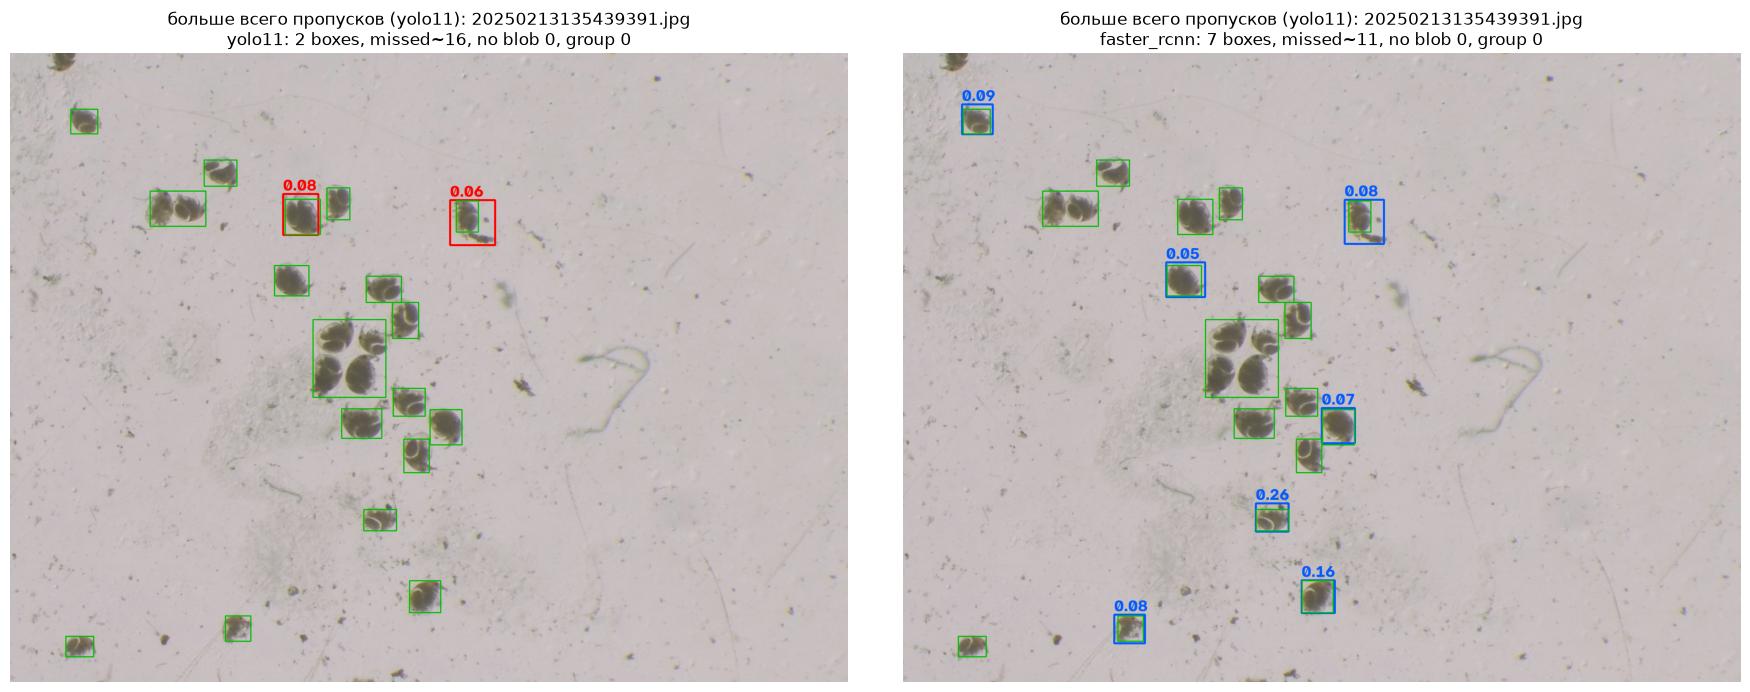 больше всего пропусков (yolo11): 20250213135439391.jpg
yolo11: 2 boxes, missed~16, no blob 0, group 0
0.08
0.06
больше всего пропусков (yolo11): 20250213135439391.jpg
faster_rcnn: 7 boxes, missed~11, no blob 0, group 0
0.09
0.08
0.05
0.07
0.26
0.16
0.08